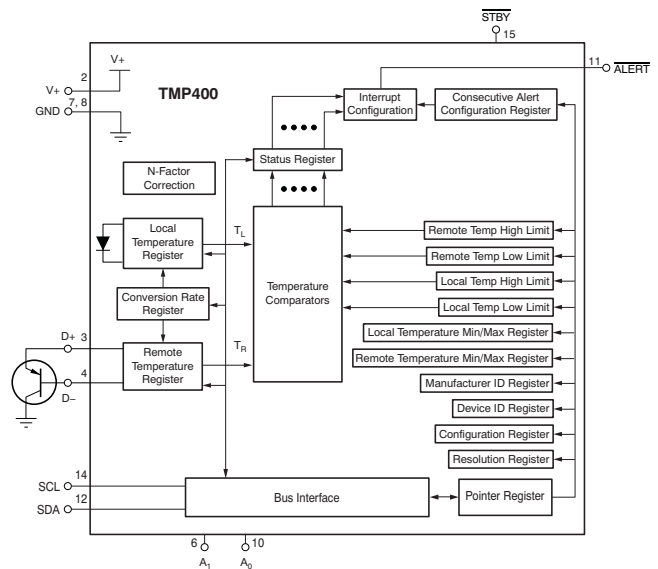 STBY
15
V+
2
V+
7, 8
GND
TMP400
11
ALERT
Interrupt
Configuration
Consecutive Alert
Configuration Register
Status Register
N-Factor
Correction
Local
Temperature
Register
TL
Remote Temp High Limit
Remote Temp Low Limit
Temperature
Comparators
Local Temp High Limit
Conversion Rate
Register
Local Temp Low Limit
Local Temperature Min/Max Register
D+
3
Remote
Temperature
Register
TR
Remote Temperature Min/Max Register
4
D−
Manufacturer ID Register
Device ID Register
Configuration Register
Resolution Register
SCL
14
SDA
12
Bus Interface
Pointer Register
6
10
A1
A0